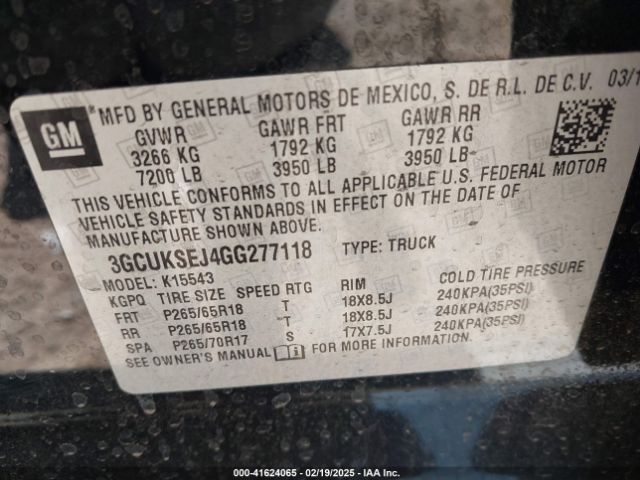 GM
MFD BY GENERAL MOTORS DE MEXICO, S. DE R.L. DE C.V. 03/1
GVWR GAWR FRT GAWR RR
3266 KG 1792 KG 1792 KG
7200 LB 3950 LB 3950 LB
THIS VEHICLE CONFORMS TO ALL APPLICABLE U.S. FEDERAL MOTOR
VEHICLE SAFETY STANDARDS IN EFFECT ON THE DATE OF
MANUFACTURE SHOWN ABOVE.
3GCUKSEJ4GG277118 TYPE: TRUCK
MODEL: K15543
KGPQ TIRE SIZE SPEED RTG RIM COLD TIRE PRESSURE
FRT P265/65R18 T 18X8.5J 240KPA(35PSI)
RR P265/65R18 T 18X8.5J 240KPA(35PSI)
SPA P265/70R17 S 17X7.5J 240KPA(35PSI)
SEE OWNER'S MANUAL FOR MORE INFORMATION.
000-41624065 - 02/19/2025 - IAA Inc.